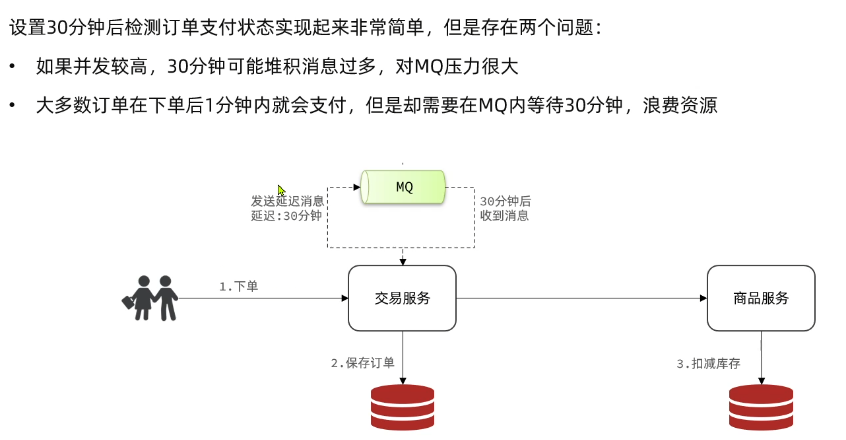 设置30分钟后检测订单支付状态实现起来非常简单，但是存在两个问题：
• 如果并发较高，30分钟可能堆积消息过多，对MQ压力很大
• 大多数订单在下单后1分钟内就会支付，但是却需要在MQ内等待30分钟，浪费资源
MQ
发送延迟消息
延迟:30分钟
30分钟后
收到消息
1.下单
交易服务
商品服务
2.保存订单
3.扣减库存